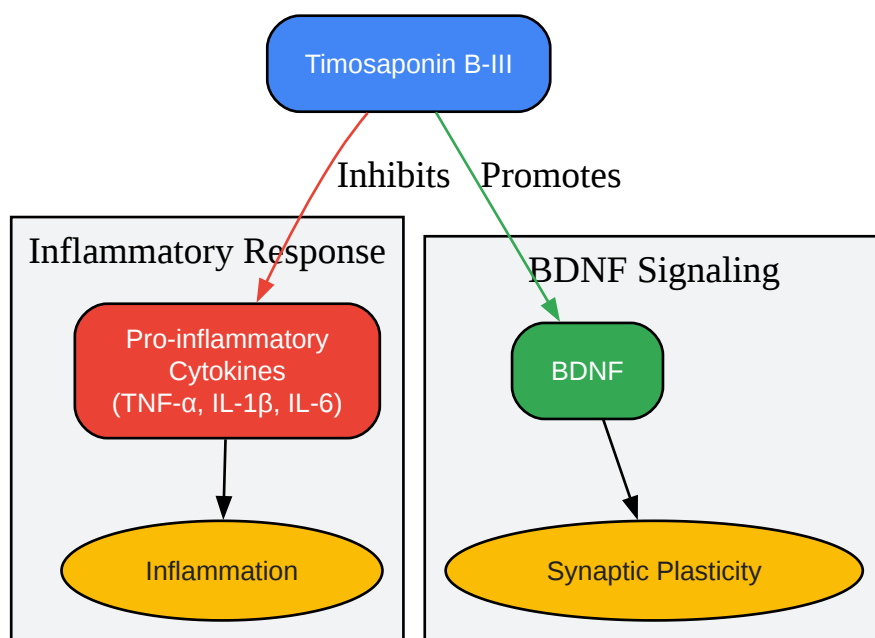 Timosaponin B-III
Inhibits
Promotes
Inflammatory Response
BDNF Signaling
Pro-inflammatory
Cytokines
(TNF-α, IL-1β, IL-6)
BDNF
Inflammation
Synaptic Plasticity